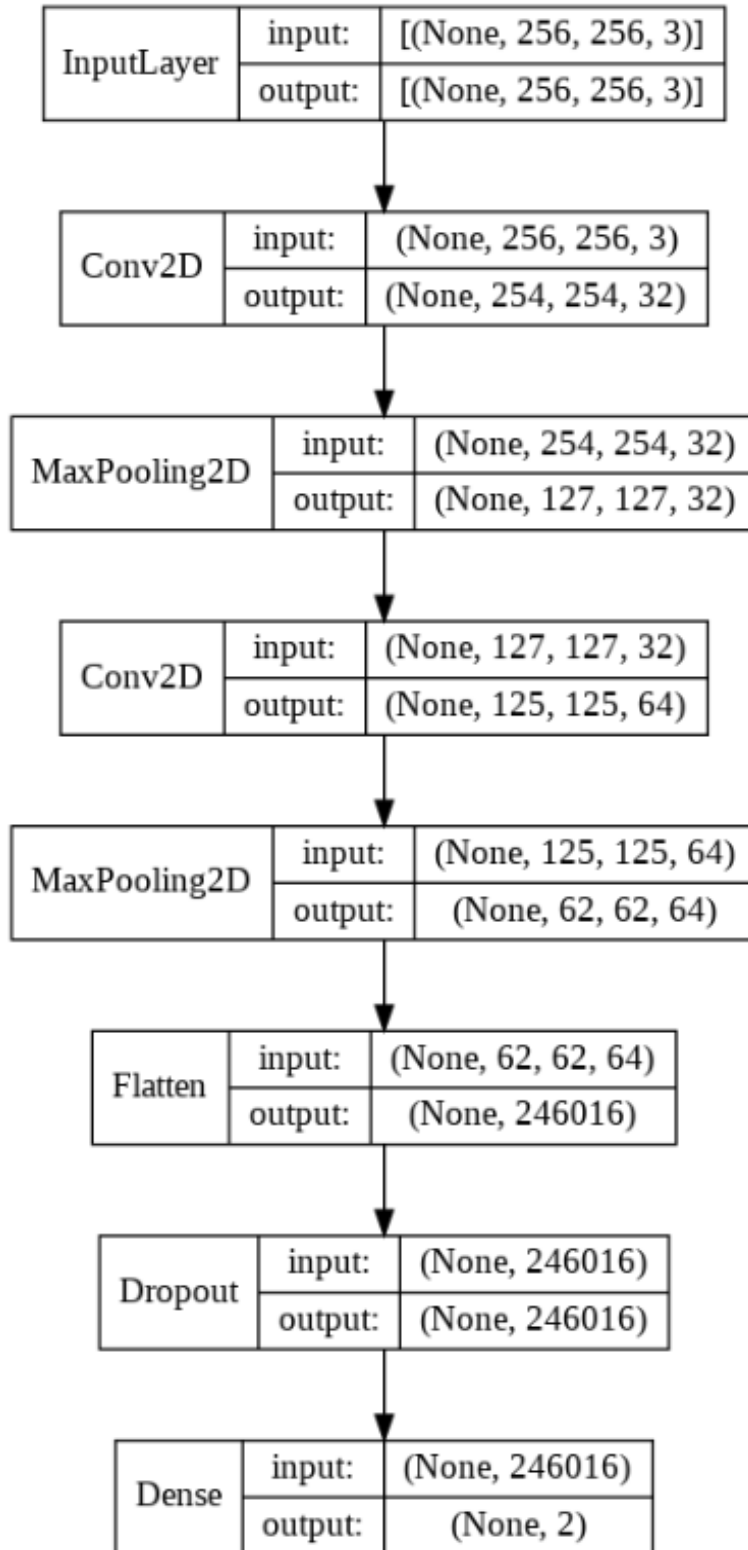 InputLayer
input: [(None, 256, 256, 3)]
output: [(None, 256, 256, 3)]
Conv2D
input: (None, 256, 256, 3)
output: (None, 254, 254, 32)
MaxPooling2D
input: (None, 254, 254, 32)
output: (None, 127, 127, 32)
Conv2D
input: (None, 127, 127, 32)
output: (None, 125, 125, 64)
MaxPooling2D
input: (None, 125, 125, 64)
output: (None, 62, 62, 64)
Flatten
input: (None, 62, 62, 64)
output: (None, 246016)
Dropout
input: (None, 246016)
output: (None, 246016)
Dense
input: (None, 246016)
output: (None, 2)